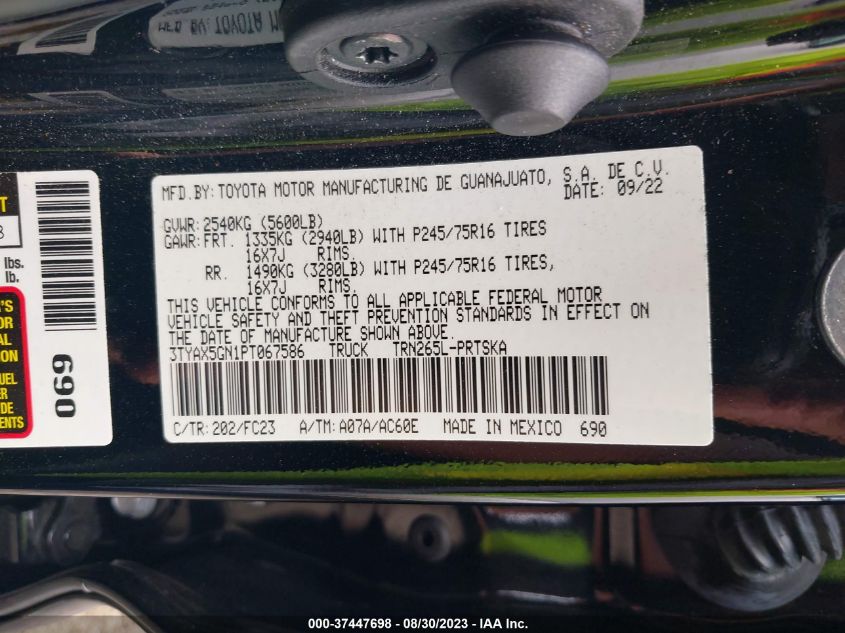 MFD.BY: TOYOTA MOTOR MANUFACTURING DE GUANAJUATO, S.A. DE C.V.
DATE: 09/22
GVWR: 2540KG (5600LB)
GAWR: FRT. 1335KG (2940LB) WITH P245/75R16 TIRES
16X7J RIMS.
RR. 1490KG (3280LB) WITH P245/75R16 TIRES,
16X7J RIMS.
THIS VEHICLE CONFORMS TO ALL APPLICABLE FEDERAL MOTOR
VEHICLE SAFETY AND THEFT PREVENTION STANDARDS IN EFFECT ON
THE DATE OF MANUFACTURE SHOWN ABOVE.
3TYAX5GN1PT067586 TRUCK TRN265L-PRTSKA
C/TR: 202/FC23 A/TM: A07A/AC60E MADE IN MEXICO 690
lbs.
lb.
069
000-37447698 - 08/30/2023 - IAA Inc.